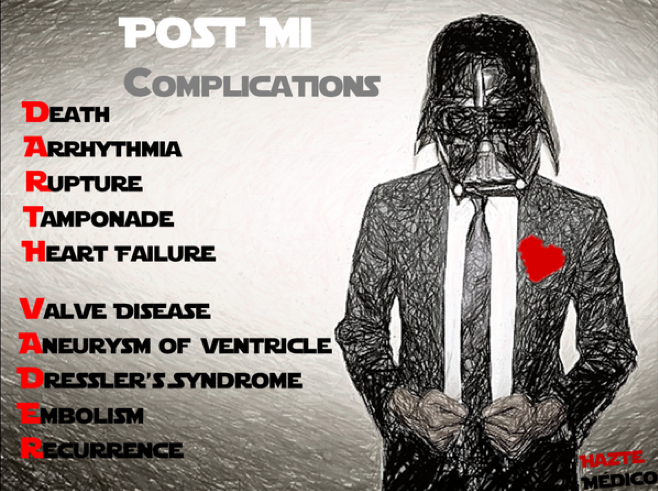 Post MI
Complications
Death
Arrhythmia
Rupture
Tamponade
Heart Failure
Valve Disease
Aneurysm of Ventricle
Dressler's Syndrome
Embolism
Recurrence
HAZTE
MEDICO